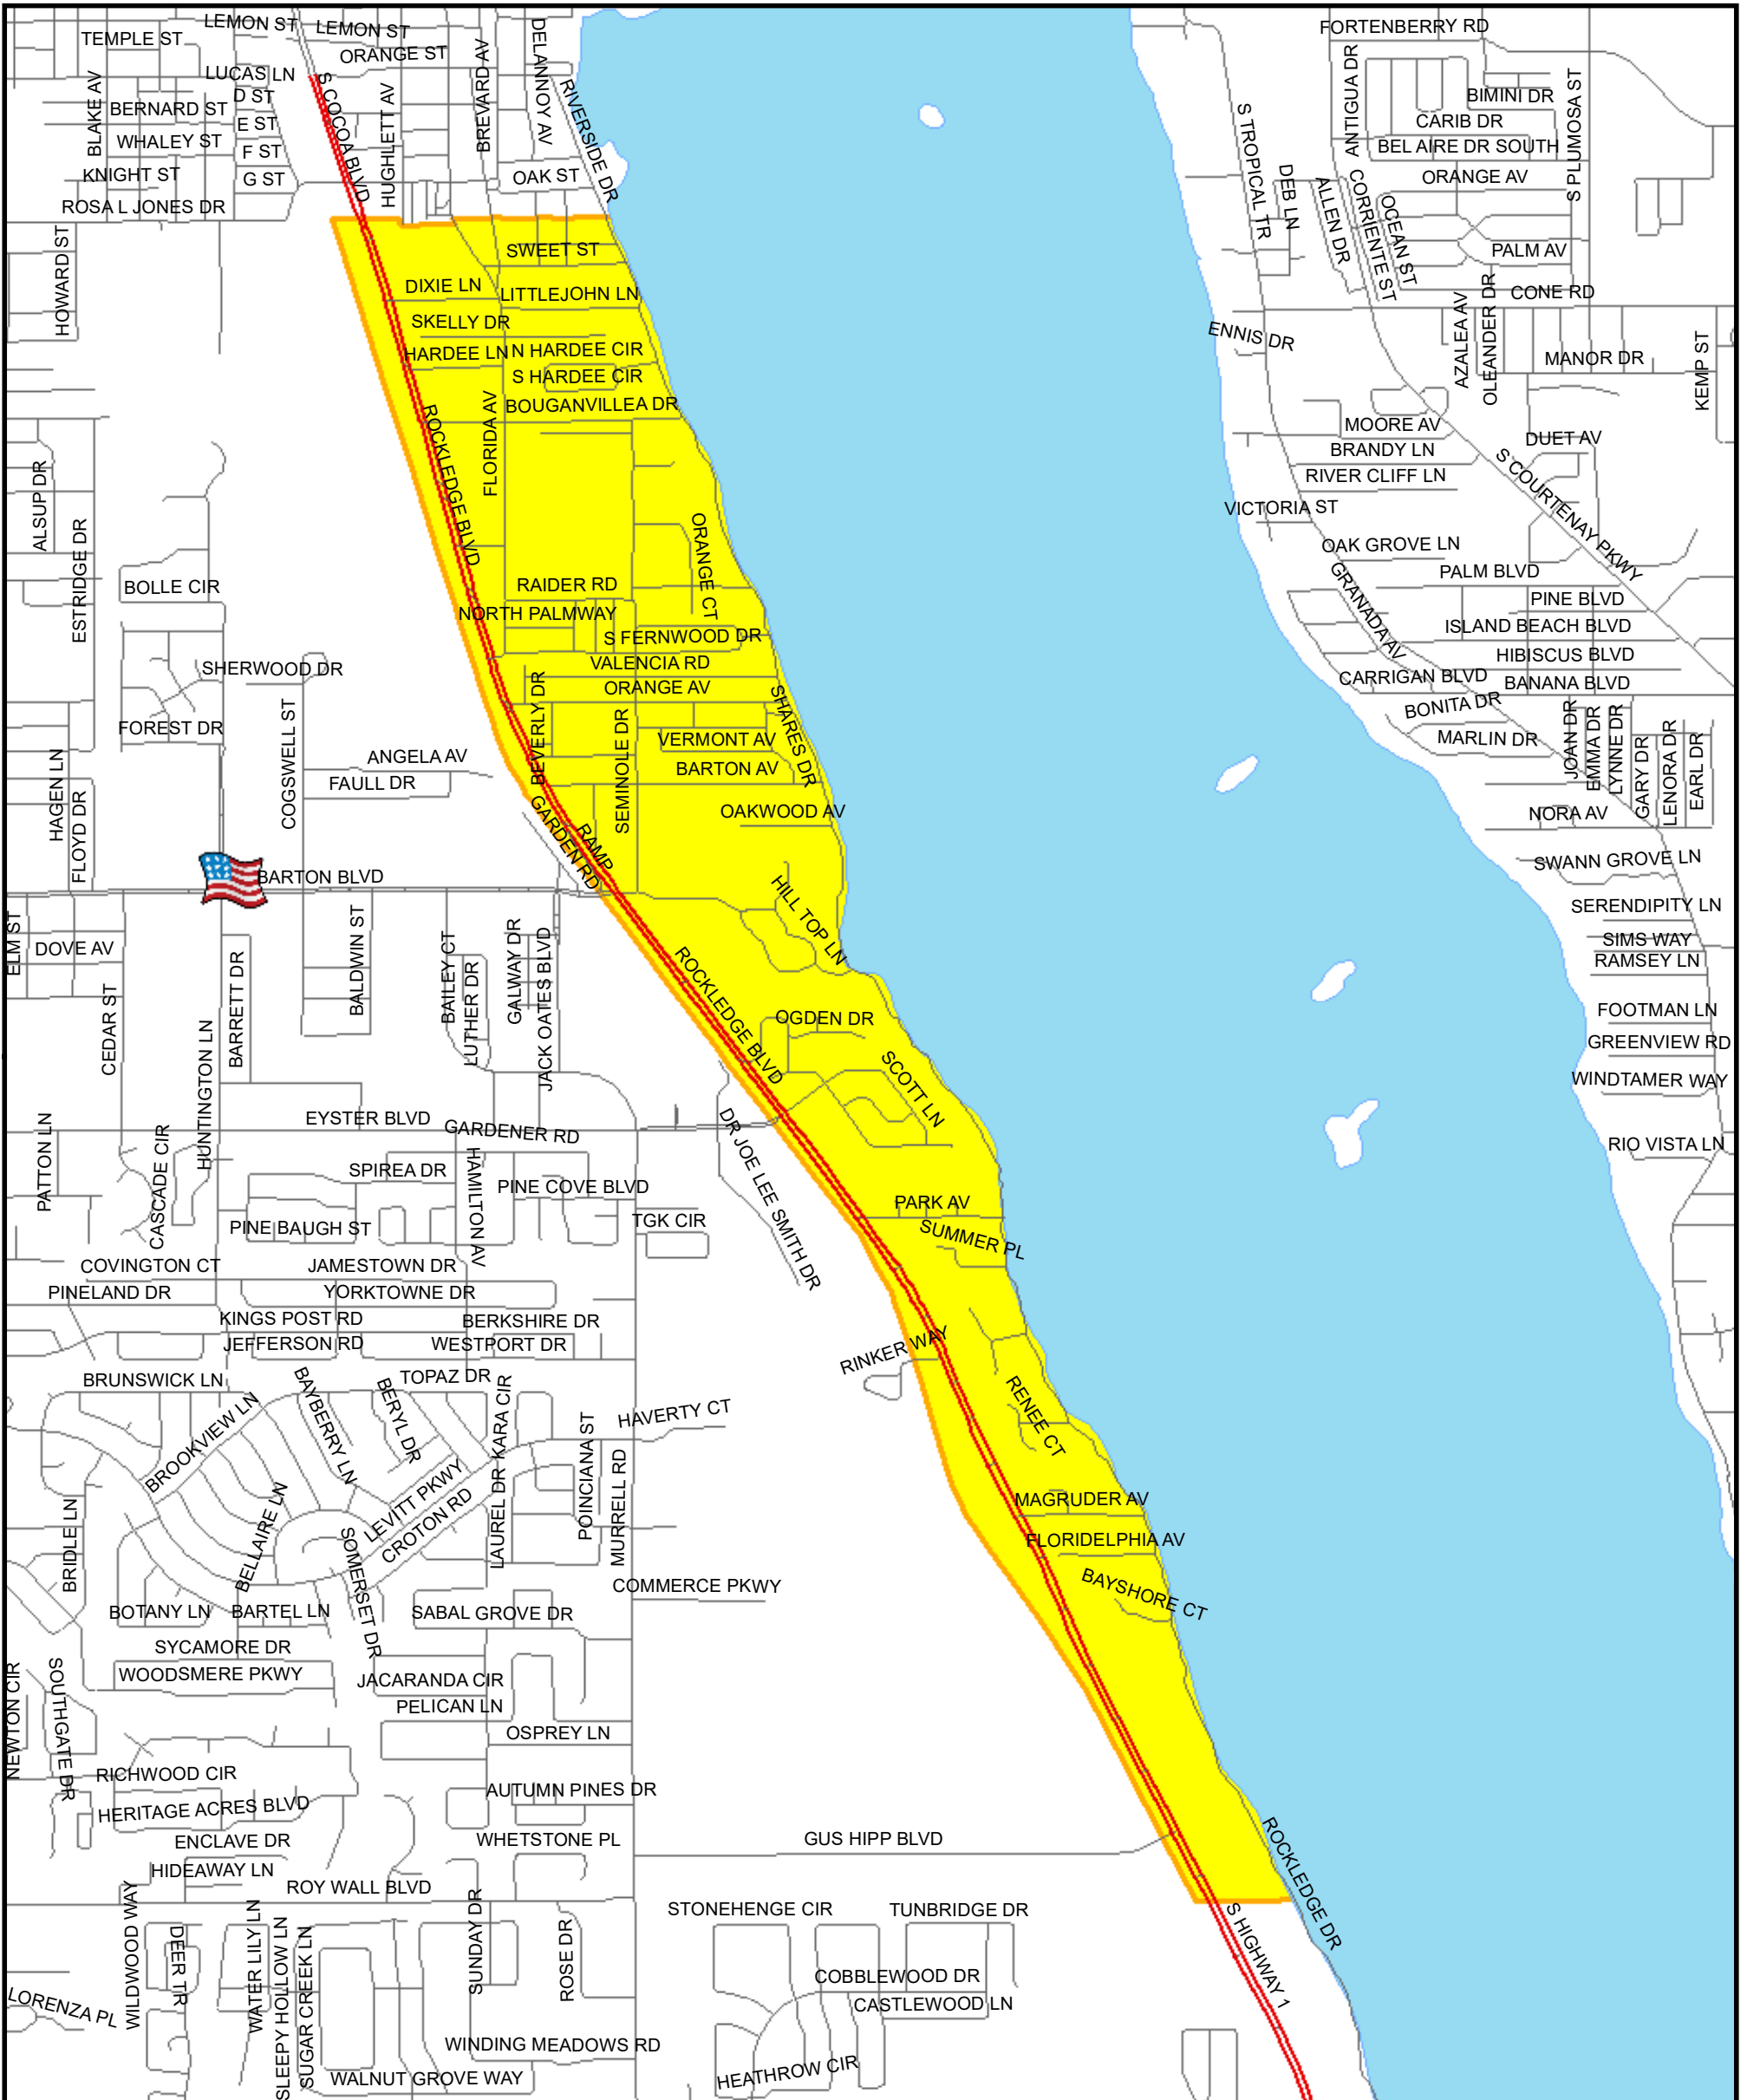 LEMON ST
LEMON ST
TEMPLE ST
ORANGE ST
LUCAS LN
D ST
BERNARD ST
E ST
WHALEY ST
F ST
KNIGHT ST
G ST
ROSA L JONES DR
BLAKE AV
S COCOA BLVD
HUGHLETT AV
BREVARD AV
DELANNOY AV
RIVERSIDE DR
OAK ST
HOWARD ST
SWEET ST
DIXIE LN
LITTLEJOHN LN
SKELLY DR
HARDEE LN
N HARDEE CIR
S HARDEE CIR
BOUGANVILLEA DR
FLORIDA AV
ROCKLEDGE BLVD
ORANGE CT
RAIDER RD
NORTH PALMWAY
S FERNWOOD DR
VALENCIA RD
ORANGE AV
BEVERLY DR
SEMINOLE DR
SHARES DR
VERMONT AV
BARTON AV
OAKWOOD AV
GARDEN RD
RAMP
HILL TOP LN
ROCKLEDGE BLVD
OGDEN DR
SCOTT LN
PARK AV
SUMMER PL
RINKER WAY
RENEE CT
MAGRUDER AV
FLORIDELPHIA AV
BAYSHORE CT
ROCKLEDGE DR
S HIGHWAY 1
FORTENBERRY RD
ANTIGUA DR
BIMINI DR
CARIB DR
BEL AIRE DR SOUTH
ORANGE AV
S PLUMOSA ST
S TROPICAL TR
DEB LN
ALLEN DR
CORRIENTE ST
OCEAN ST
PALM AV
CONE RD
ENNIS DR
AZALEA AV
OLEANDER DR
MANOR DR
KEMP ST
MOORE AV
BRANDY LN
DUET AV
RIVER CLIFF LN
S COURTENAY PKWY
VICTORIA ST
OAK GROVE LN
PALM BLVD
GRANADA AV
PINE BLVD
ISLAND BEACH BLVD
HIBISCUS BLVD
CARRIGAN BLVD
BANANA BLVD
BONITA DR
MARLIN DR
JOAN DR
EMMA DR
LYNNE DR
GARY DR
LENORA DR
EARL DR
NORA AV
SWANN GROVE LN
SERENDIPITY LN
SIMS WAY
RAMSEY LN
FOOTMAN LN
GREENVIEW RD
WINDTAMER WAY
RIO VISTA LN
ALSUP DR
ESTRIDGE DR
BOLLE CIR
SHERWOOD DR
FOREST DR
COGSWELL ST
ANGELA AV
FAULL DR
HAGEN LN
FLOYD DR
BARTON BLVD
ELM ST
DOVE AV
CEDAR ST
BARRETT DR
HUNTINGTON LN
BALDWIN ST
BAILEY CT
LUTHER DR
GALWAY DR
JACK OATES BLVD
EYSTER BLVD
GARDENER RD
DR JOE LEE SMITH DR
PATTON LN
CASCADE CIR
SPIREA DR
HAMILTON AV
PINE COVE BLVD
PINE BAUGH ST
TGK CIR
COVINGTON CT
JAMESTOWN DR
PINELAND DR
YORKTOWNE DR
KINGS POST RD
BERKSHIRE DR
JEFFERSON RD
WESTPORT DR
BRUNSWICK LN
TOPAZ DR
BROOKVIEW LN
BAYBERRY LN
BERYL DR
KARA CIR
HAVERTY CT
POINCIANA ST
MURRELL RD
LEVITT PKWY
CROTON RD
LAUREL DR
BRIDLE LN
BELLAIRE LN
SOMERSET DR
COMMERCE PKWY
BOTANY LN
BARTEL LN
SABAL GROVE DR
SYCAMORE DR
WOODSMERE PKWY
JACARANDA CIR
PELICAN LN
OSPREY LN
NEWTON CIR
SOUTHGATE DR
RICHWOOD CIR
AUTUMN PINES DR
HERITAGE ACRES BLVD
ENCLAVE DR
WHETSTONE PL
GUS HIPP BLVD
HIDEAWAY LN
ROY WALL BLVD
WILDWOOD WAY
DEER TR
WATER LILY LN
SLEEPY HOLLOW LN
SUGAR CREEK LN
SUNDAY DR
ROSE DR
STONEHENGE CIR
TUNBRIDGE DR
COBBLEWOOD DR
CASTLEWOOD LN
LORENZA PL
WINDING MEADOWS RD
WALNUT GROVE WAY
HEATHROW CIR